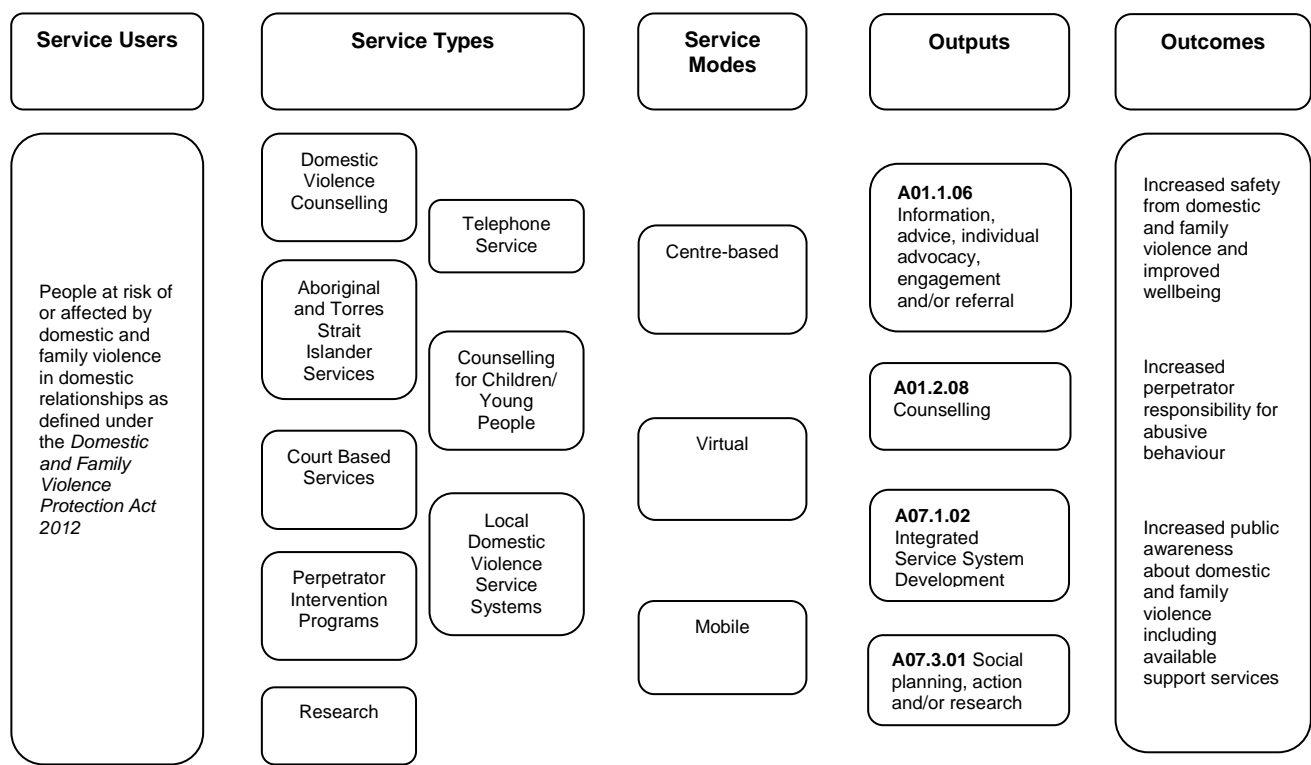 Service Users
Service Types
Service
Modes
Outputs
Outcomes
People at risk of
or affected by
domestic and
family violence
in domestic
relationships as
defined under
the Domestic
and Family
Violence
Protection Act
2012
Domestic
Violence
Counselling
Aboriginal
and Torres
Strait
Islander
Services
Court Based
Services
Perpetrator
Intervention
Programs
Research
Telephone
Service
Counselling
for Children/
Young
People
Local
Domestic
Violence
Service
Systems
Centre-based
Virtual
Mobile
A01.1.06
Information,
advice, individual
advocacy,
engagement
and/or referral
A01.2.08
Counselling
A07.1.02
Integrated
Service System
Development
A07.3.01 Social
planning, action
and/or research
Increased safety
from domestic
and family
violence and
improved
wellbeing
Increased
perpetrator
responsibility for
abusive
behaviour
Increased public
awareness
about domestic
and family
violence
including
available
support services